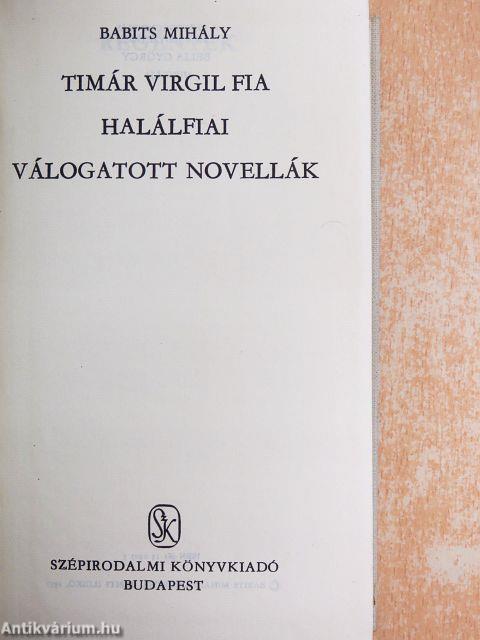 BABITS MIHÁLY
TIMÁR VIRGIL FIA
HALÁLFIAI
VÁLOGATOTT NOVELLÁK
SZK
SZÉPIRODALMI KÖNYVKIADÓ
BUDAPEST
Antikvárium.hu